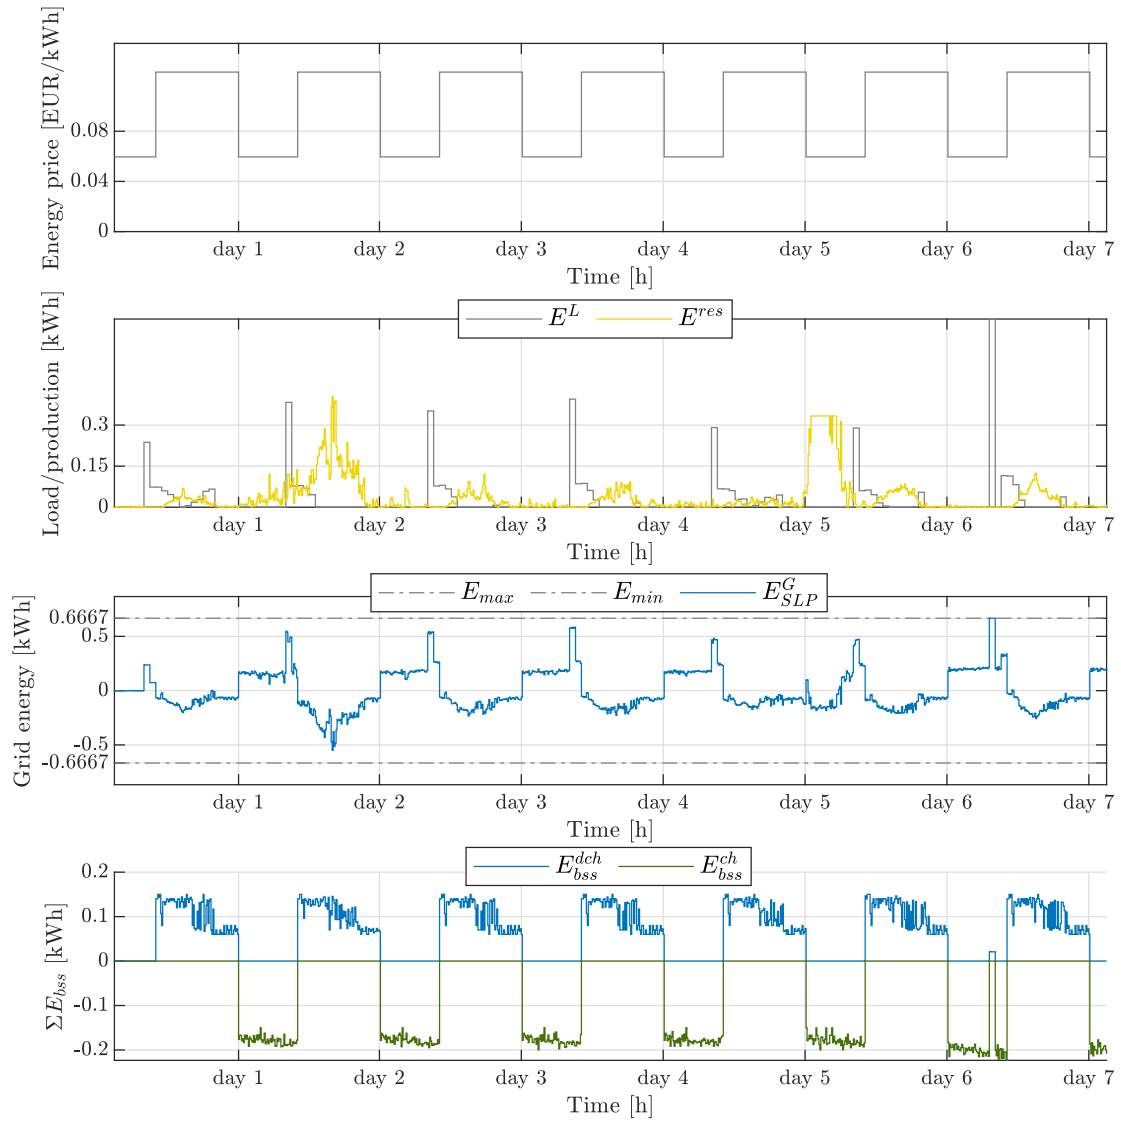 Energy price [EUR/kWh]
0.08
0.04
0
day 1 day 2 day 3 day 4 day 5 day 6 day 7
Time [h]
E^L E^res
Load/production [kWh]
0.3
0.15
0
day 1 day 2 day 3 day 4 day 5 day 6 day 7
Time [h]
E_max E_min E^G_SLP
Grid energy [kWh]
0.6667
0.5
0
-0.5
-0.6667
day 1 day 2 day 3 day 4 day 5 day 6 day 7
Time [h]
E^dch_bss E^ch_bss
ΣE_bss [kWh]
0.2
0.1
0
-0.1
-0.2
day 1 day 2 day 3 day 4 day 5 day 6 day 7
Time [h]